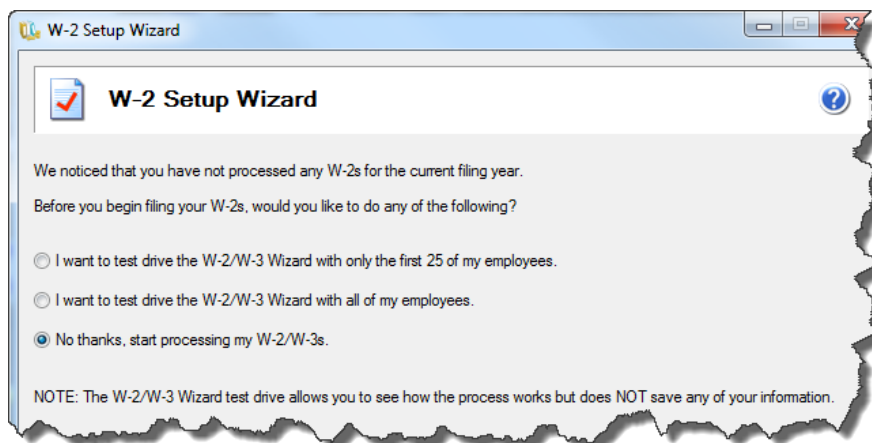 W-2 Setup Wizard
W-2 Setup Wizard
We noticed that you have not processed any W-2s for the current filing year.
Before you begin filing your W-2s, would you like to do any of the following?
I want to test drive the W-2/W-3 Wizard with only the first 25 of my employees.
I want to test drive the W-2/W-3 Wizard with all of my employees.
No thanks, start processing my W-2/W-3s.
NOTE: The W-2/W-3 Wizard test drive allows you to see how the process works but does NOT save any of your information.